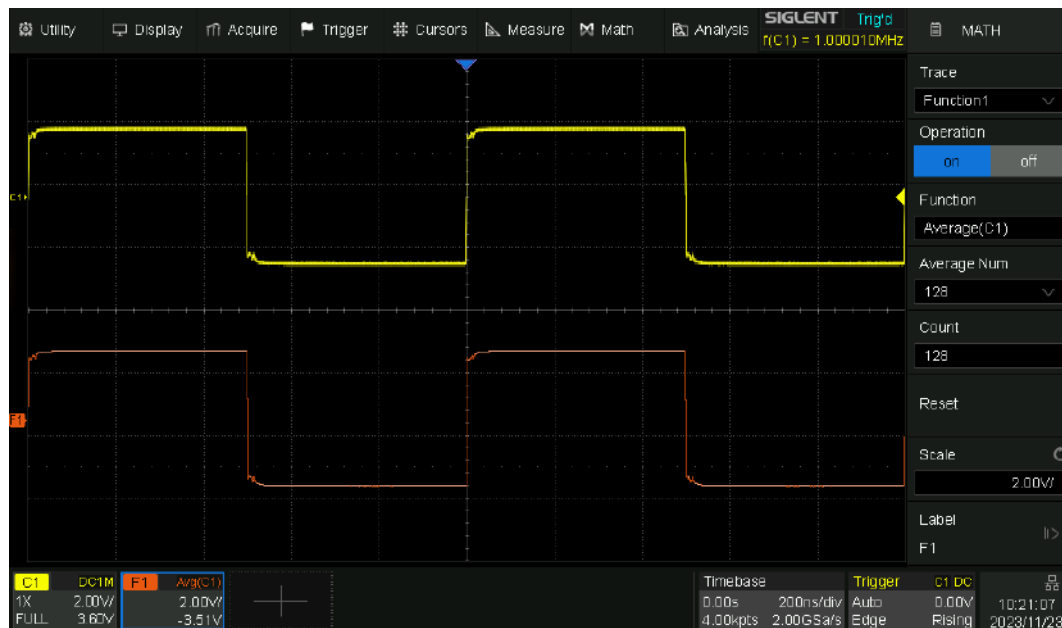 Utility Display Acquire Trigger Cursors Measure Math Analysis
SIGLENT Trig'd
f(C1) = 1.000010MHz
MATH
Trace
Function1
Operation
on off
Function
Average(C1)
Average Num
128
Count
128
Reset
Scale
2.00V/
Label
F1
C1
F1
C1 DC1M
1X 2.00V/
FULL 3.60V
F1 Avg(C1)
2.00V/
-3.51V
Timebase
0.00s 200ns/div
4.00kpts 2.00GSa/s
Trigger C1 DC
Auto 0.00V
Edge Rising
10:21:07